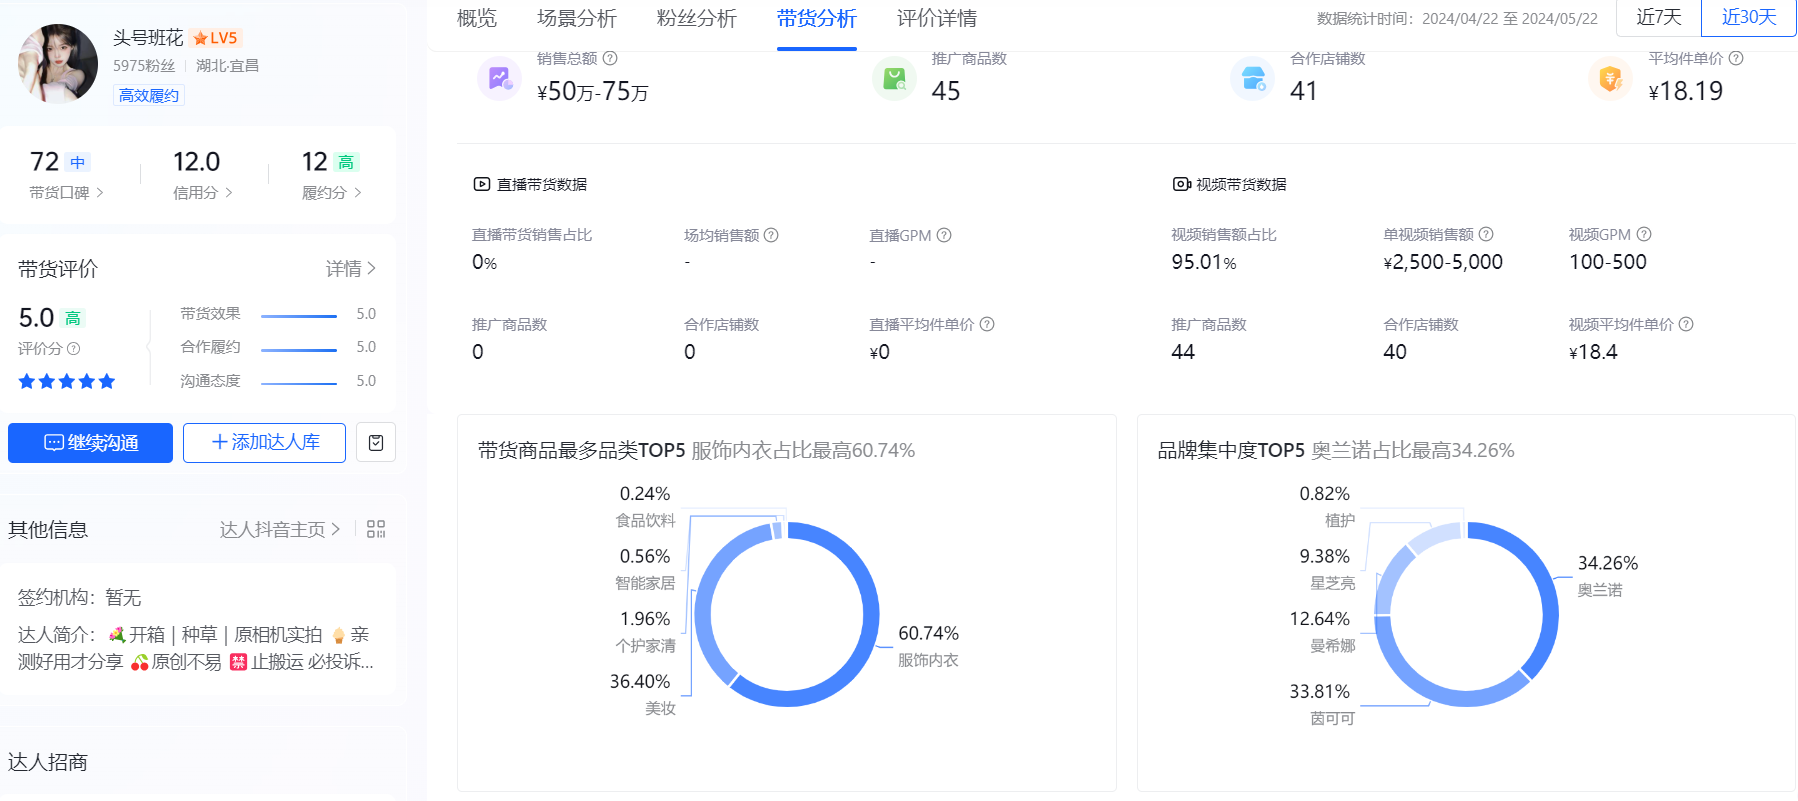 头号班花 LV5
5975粉丝 湖北·宜昌
高效履约
72 中 12.0 12 高
带货口碑 信用分 履约分
带货评价 详情
5.0 高
评价分
带货效果 5.0
合作履约 5.0
沟通态度 5.0
继续沟通 添加达人库
其他信息 达人抖音主页
签约机构：暂无
达人简介： 开箱 | 种草 | 原相机实拍 亲
测好用才分享 原创不易 禁 止搬运 必投诉...
达人招商
概览 场景分析 粉丝分析 带货分析 评价详情
数据统计时间：2024/04/22 至 2024/05/22 近7天 近30天
销售总额 推广商品数 合作店铺数 平均件单价
¥50万-75万 45 41 ¥18.19
直播带货数据 视频带货数据
直播带货销售占比 场均销售额 直播GPM 视频销售额占比 单视频销售额 视频GPM
0% - - 95.01% ¥2,500-5,000 100-500
推广商品数 合作店铺数 直播平均件单价 推广商品数 合作店铺数 视频平均件单价
0 0 ¥0 44 40 ¥18.4
带货商品最多品类TOP5 服饰内衣占比最高60.74%
0.24%
食品饮料
0.56%
智能家居
1.96%
个护家清
36.40%
美妆
60.74%
服饰内衣
品牌集中度TOP5 奥兰诺占比最高34.26%
0.82%
植护
9.38%
星芝亮
12.64%
曼希娜
33.81%
茵可可
34.26%
奥兰诺